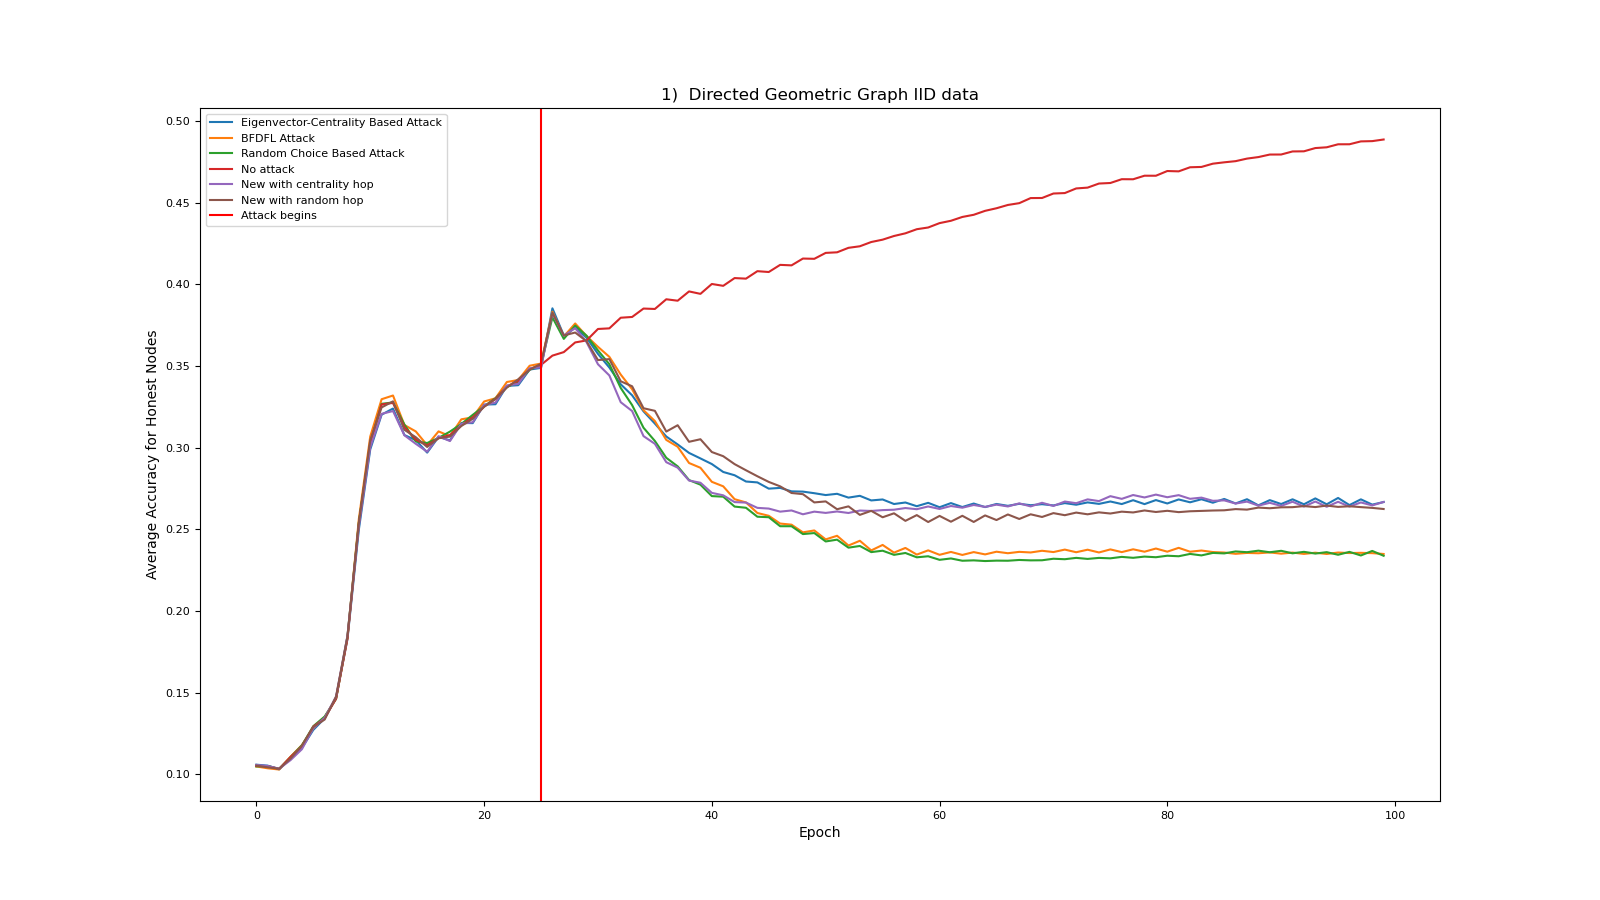 1)  Directed Geometric Graph IID data
Eigenvector-Centrality Based Attack
BFDFL Attack
Random Choice Based Attack
No attack
New with centrality hop
New with random hop
Attack begins
Average Accuracy for Honest Nodes
0.50
0.45
0.40
0.35
0.30
0.25
0.20
0.15
0.10
0
20
40
60
80
100
Epoch